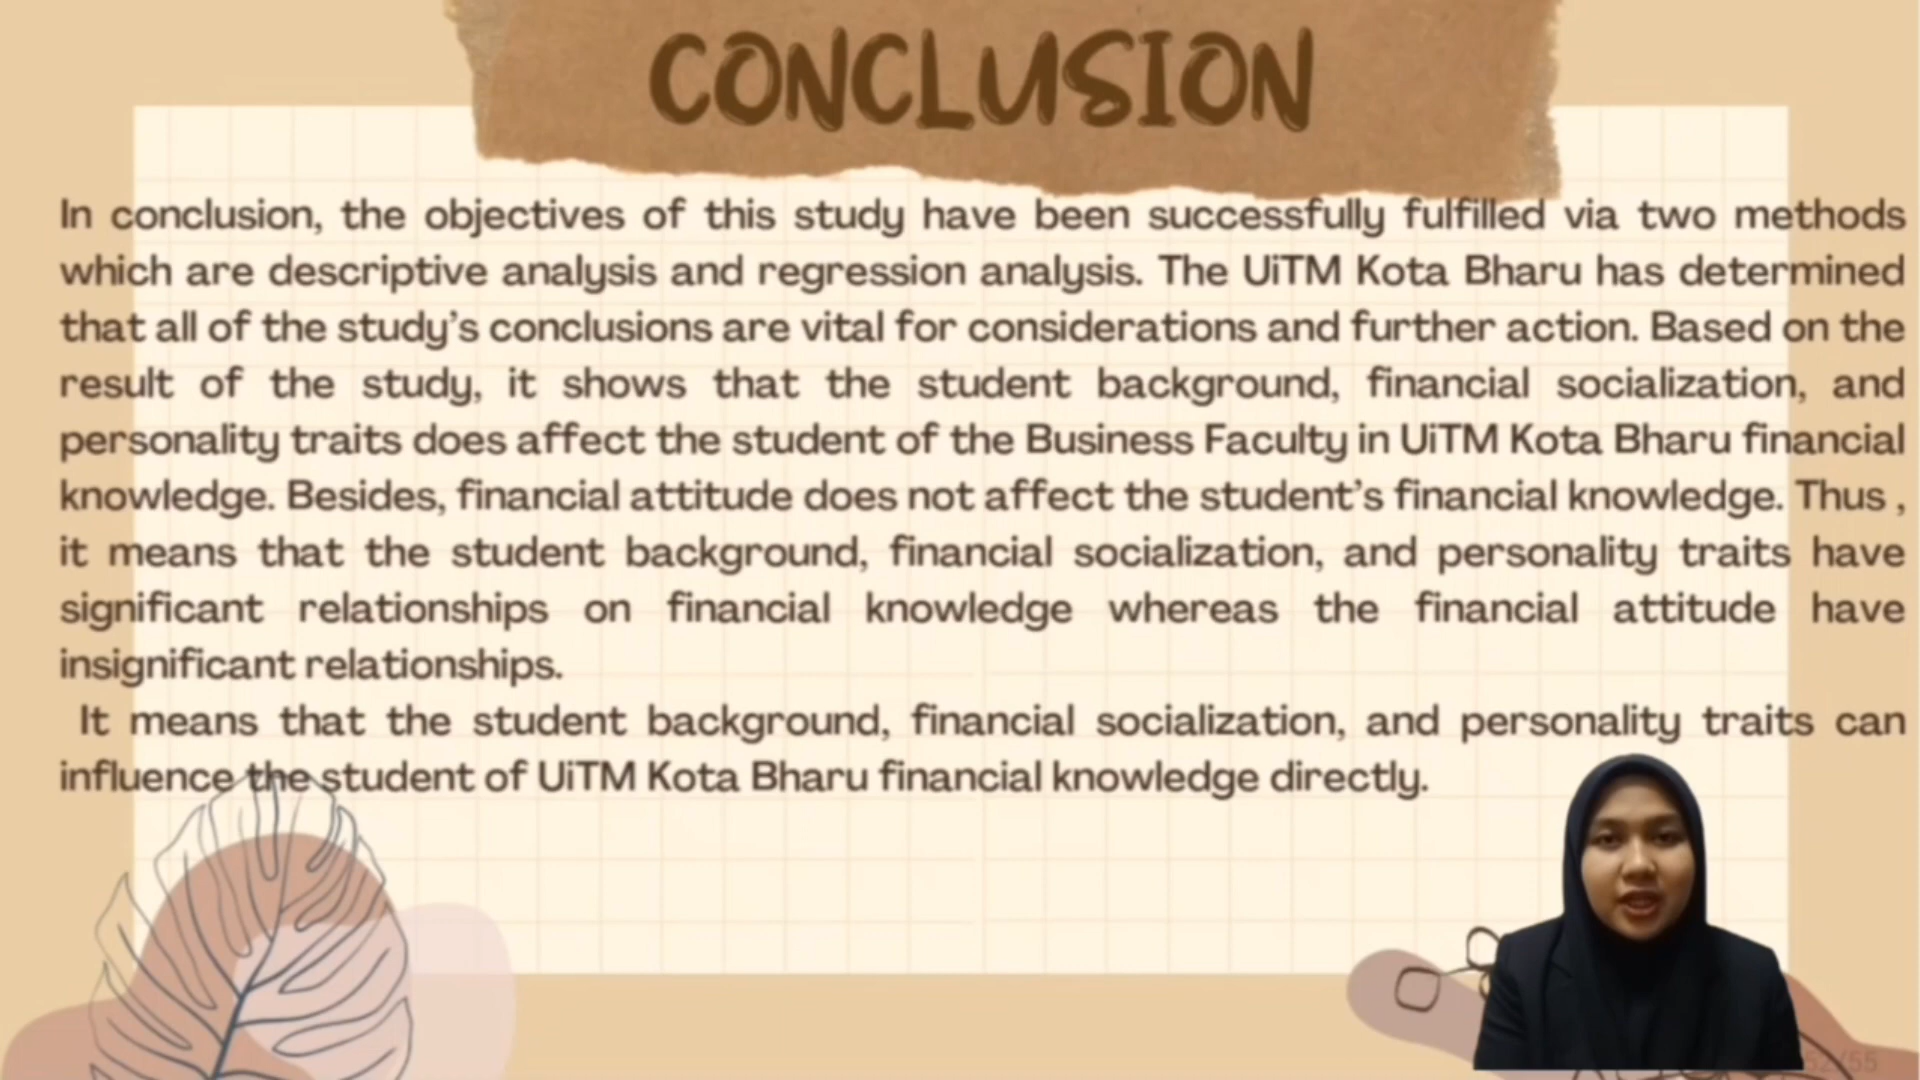 CONCLUSION
In conclusion, the objectives of this study have been successfully fulfilled via two methods
which are descriptive analysis and regression analysis. The UiTM Kota Bharu has determined
that all of the study’s conclusions are vital for considerations and further action. Based on the
result of the study, it shows that the student background, financial socialization, and
personality traits does affect the student of the Business Faculty in UiTM Kota Bharu financial
knowledge. Besides, financial attitude does not affect the student’s financial knowledge. Thus ,
it means that the student background, financial socialization, and personality traits have
significant relationships on financial knowledge whereas the financial attitude have
insignificant relationships.
It means that the student background, financial socialization, and personality traits can
influence the student of UiTM Kota Bharu financial knowledge directly.
52/55